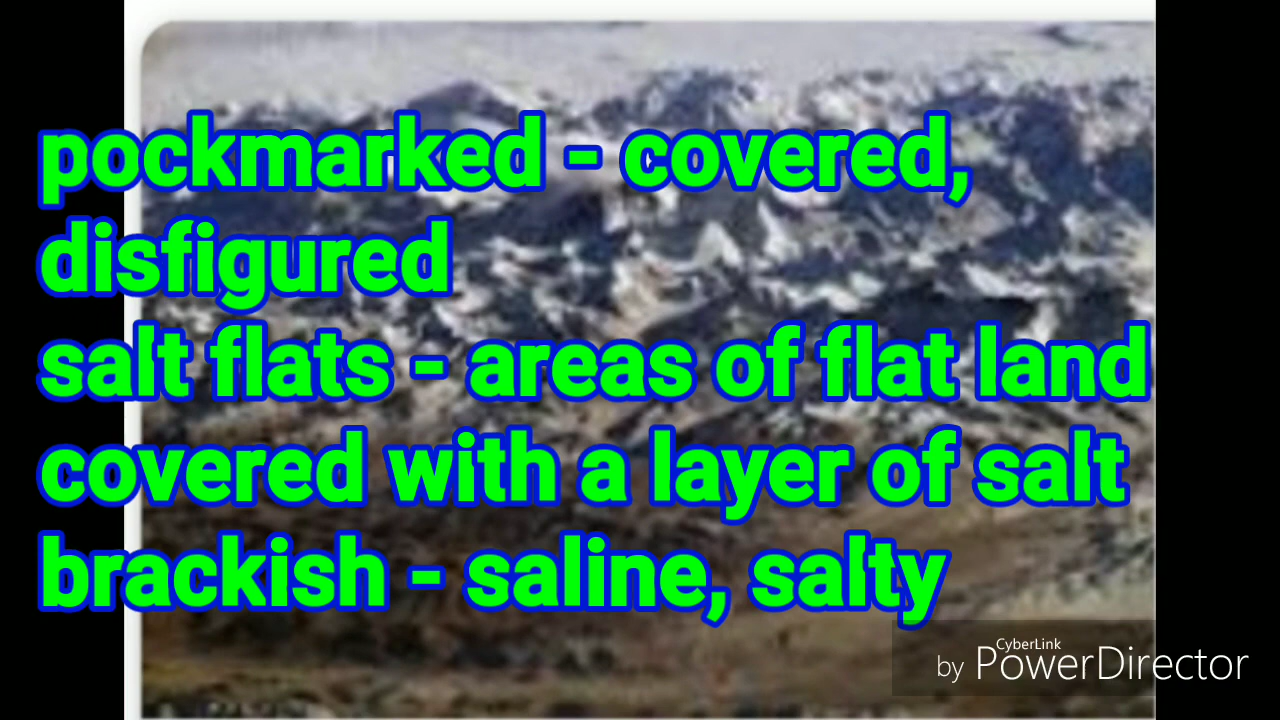 pockmarked - covered,
disfigured
salt flats - areas of flat land
covered with a layer of salt
brackish - saline, salty
CyberLink
by PowerDirector